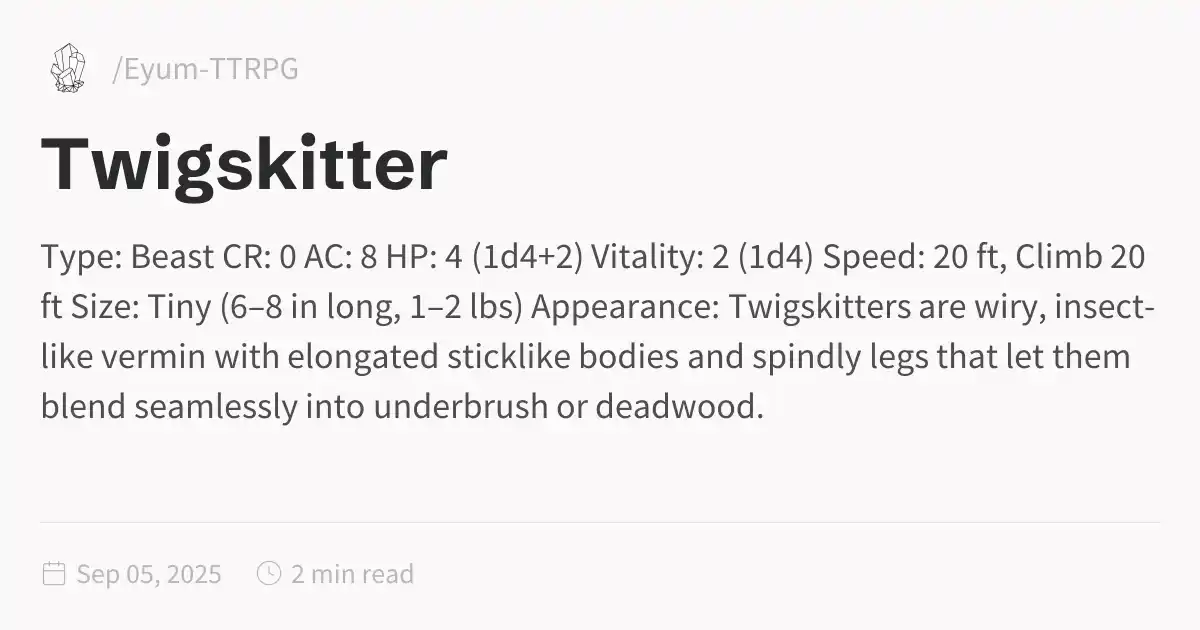 /Eyum-TTRPG
Twigskitter
Type: Beast CR: 0 AC: 8 HP: 4 (1d4+2) Vitality: 2 (1d4) Speed: 20 ft, Climb 20
ft Size: Tiny (6–8 in long, 1–2 lbs) Appearance: Twigskitters are wiry, insect-
like vermin with elongated sticklike bodies and spindly legs that let them
blend seamlessly into underbrush or deadwood.
Sep 05, 2025 2 min read